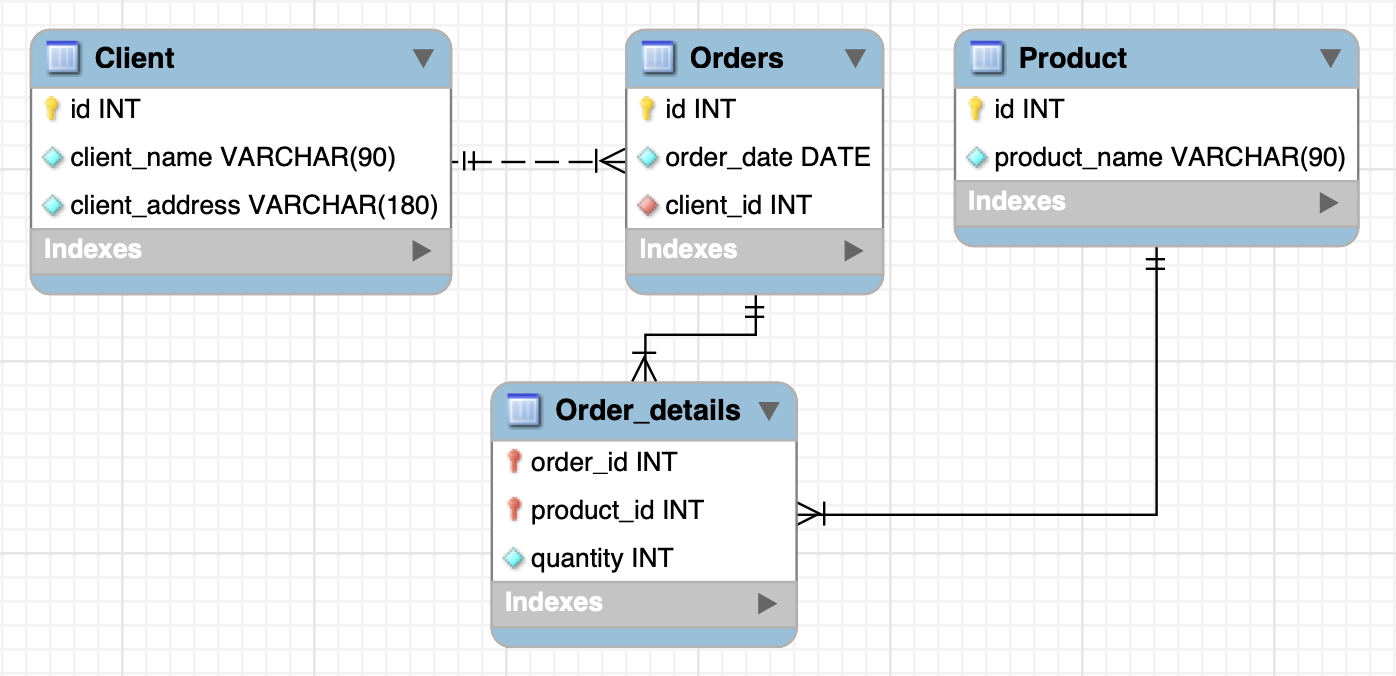 Client
id INT
client_name VARCHAR(90)
client_address VARCHAR(180)
Indexes
Orders
id INT
order_date DATE
client_id INT
Indexes
Product
id INT
product_name VARCHAR(90)
Indexes
Order_details
order_id INT
product_id INT
quantity INT
Indexes